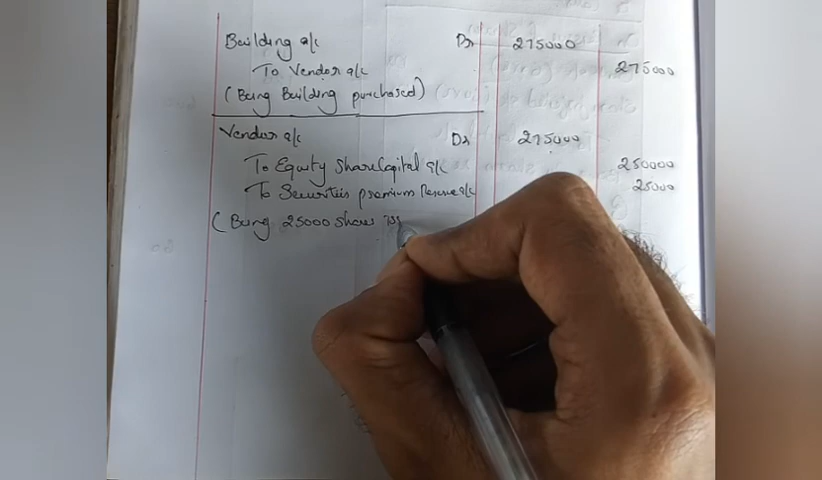 Building a/c Dr 275000
To Vendor a/c 275000
(Being Building purchased)
Vendor a/c Dr 275000
To Equity Share Capital a/c 250000
To Securities premium Reserve a/c 25000
(Being 25000 shares iss